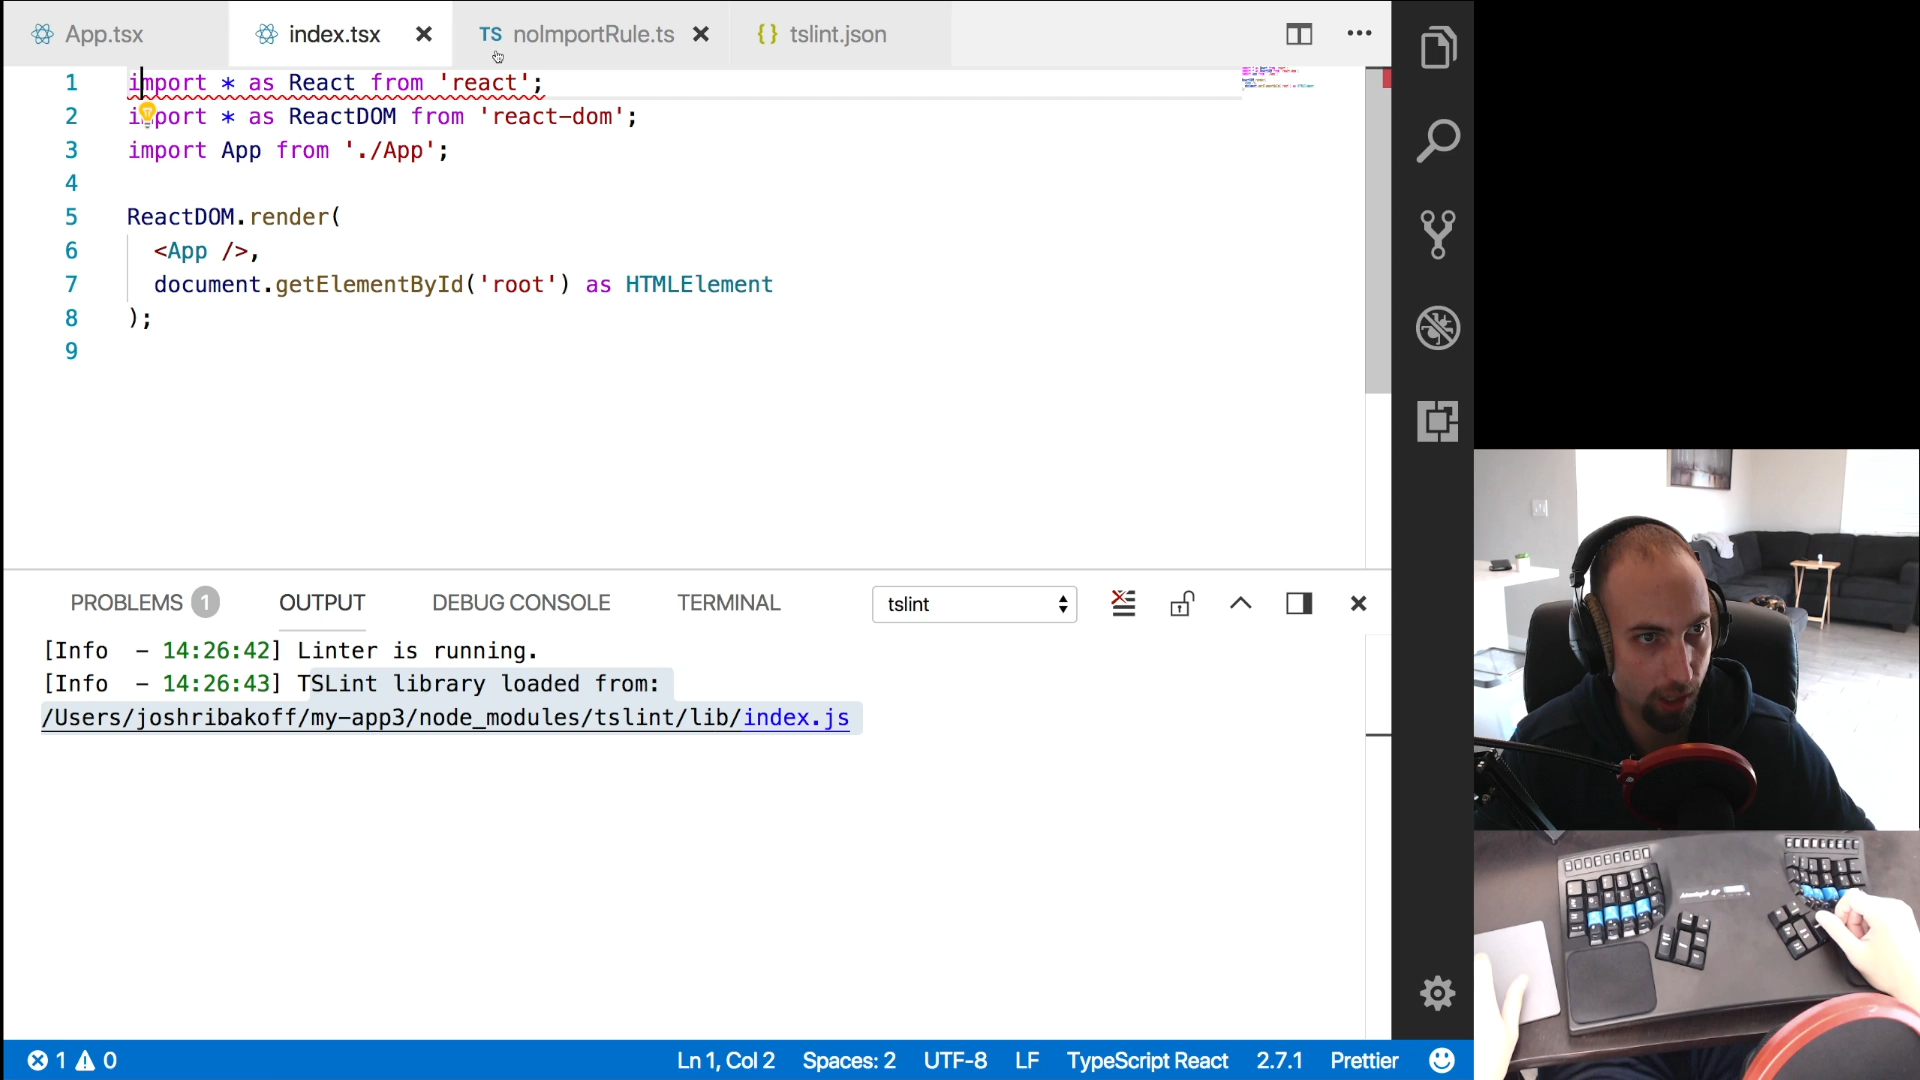 App.tsx
index.tsx
TS noImportRule.ts
{} tslint.json
1 import * as React from 'react';
2 import * as ReactDOM from 'react-dom';
3 import App from './App';
4
5 ReactDOM.render(
6 <App />,
7 document.getElementById('root') as HTMLElement
8 );
9
PROBLEMS 1 OUTPUT DEBUG CONSOLE TERMINAL tslint
[Info - 14:26:42] Linter is running.
[Info - 14:26:43] TSLint library loaded from:
/Users/joshribakoff/my-app3/node_modules/tslint/lib/index.js
1 0 Ln 1, Col 2 Spaces: 2 UTF-8 LF TypeScript React 2.7.1 Prettier